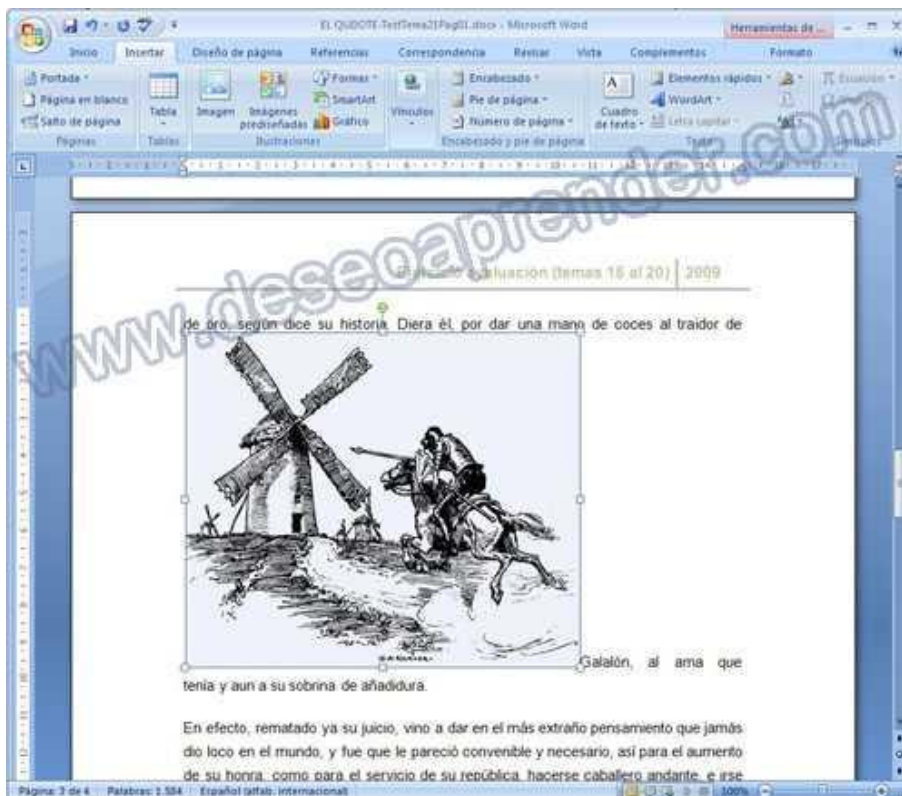 EL QUIJOTE-TestTema21Pag01.docx - Microsoft Word
Herramientas de ...
Inicio Insertar Diseño de página Referencias Correspondencia Revisar Vista Complementos Formato
Portada
Página en blanco
Salto de página
Páginas
Tabla
Tablas
Imagen
Imágenes prediseñadas
Formas
SmartArt
Gráfico
Ilustraciones
Vínculos
Encabezado
Pie de página
Número de página
Encabezado y pie de página
Cuadro de texto
Elementos rápidos
WordArt
Letra capital
Texto
Ecuación
Símbolos
www.deseoaprender.com
evaluación (temas 16 al 20) 2009
de oro, según dice su historia. Diera él, por dar una mano de coces al traidor de
Galalón, al ama que
tenía y aun a su sobrina de añadidura.
En efecto, rematado ya su juicio, vino a dar en el más extraño pensamiento que jamás
dio loco en el mundo, y fue que le pareció convenible y necesario, así para el aumento
de su honra, como para el servicio de su república, hacerse caballero andante, e irse
Página: 3 de 4 Palabras: 1.584 Español (alfab. internacional) 100%